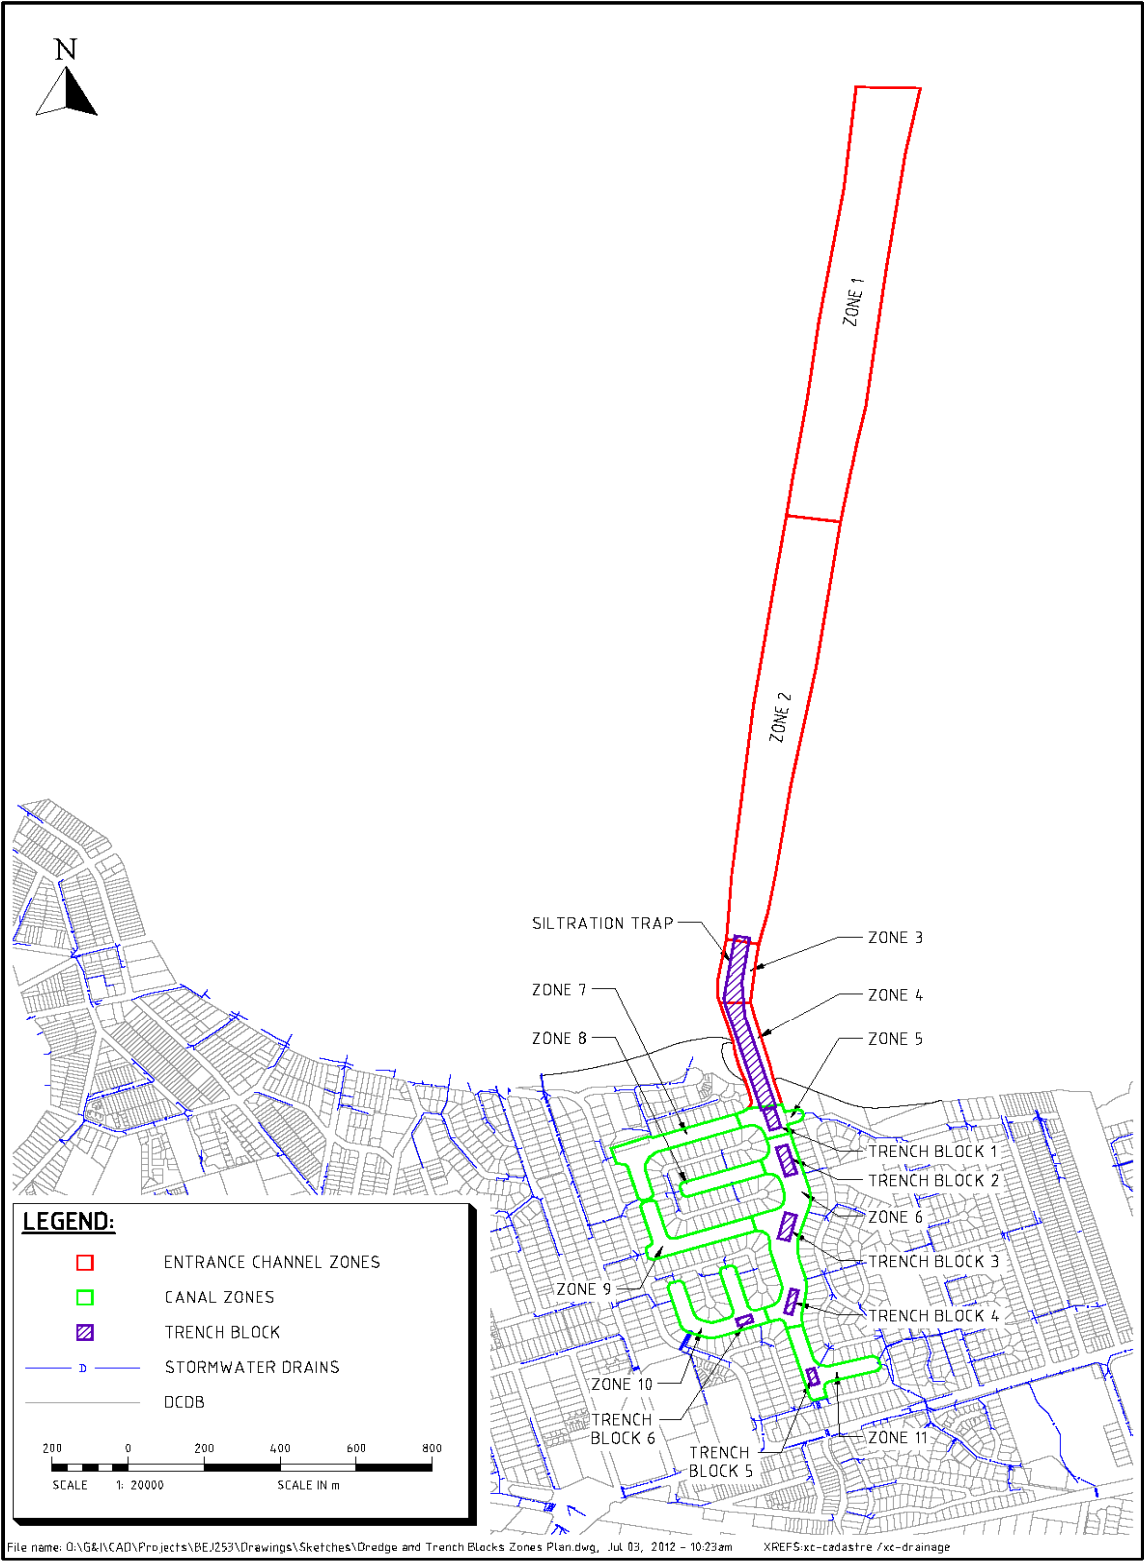 N
ZONE 1
ZONE 2
SILTRATION TRAP
ZONE 3
ZONE 7
ZONE 4
ZONE 8
ZONE 5
TRENCH BLOCK 1
TRENCH BLOCK 2
ZONE 6
TRENCH BLOCK 3
ZONE 9
TRENCH BLOCK 4
ZONE 10
TRENCH
BLOCK 6
ZONE 11
TRENCH
BLOCK 5
LEGEND:
ENTRANCE CHANNEL ZONES
CANAL ZONES
TRENCH BLOCK
D STORMWATER DRAINS
DCDB
200 0 200 400 600 800
SCALE 1: 20000 SCALE IN m
File name: O:\G&I\CAD\Projects\BEJ253\Drawings\Sketches\Dredge and Trench Blocks Zones Plan.dwg, Jul 03, 2012 - 10:23am XREFS:xc-cadastre /xc-drainage